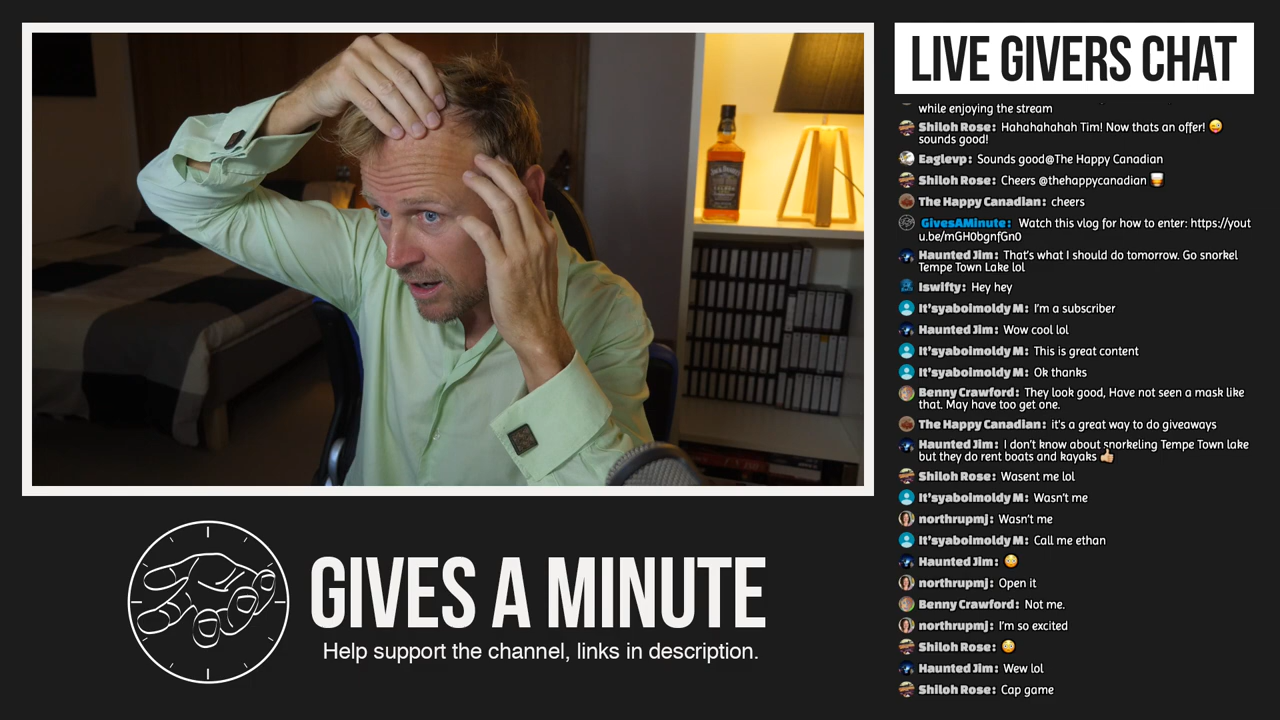 LIVE GIVERS CHAT
while enjoying the stream
Shiloh Rose: Hahahahahah Tim! Now thats an offer! 😄
sounds good!
Eaglevp: Sounds good@The Happy Canadian
Shiloh Rose: Cheers @thehappycanadian 🥃
The Happy Canadian: cheers
GivesAMinute: Watch this vlog for how to enter: https://yout
u.be/mGH0bgnfGn0
Haunted Jim: That's what I should do tomorrow. Go snorkel
Tempe Town Lake lol
Iswifty: Hey hey
It'syaboimoldy M: I'm a subscriber
Haunted Jim: Wow cool lol
It'syaboimoldy M: This is great content
It'syaboimoldy M: Ok thanks
Benny Crawford: They look good, Have not seen a mask like
that. May have too get one.
The Happy Canadian: it's a great way to do giveaways
Haunted Jim: I don't know about snorkeling Tempe Town lake
but they do rent boats and kayaks 👍🏼
Shiloh Rose: Wasent me lol
It'syaboimoldy M: Wasn't me
northrupmj: Wasn't me
It'syaboimoldy M: Call me ethan
Haunted Jim: 😳
northrupmj: Open it
Benny Crawford: Not me.
northrupmj: I'm so excited
Shiloh Rose: 😳
Haunted Jim: Wew lol
Shiloh Rose: Cap game
GIVES A MINUTE
Help support the channel, links in description.